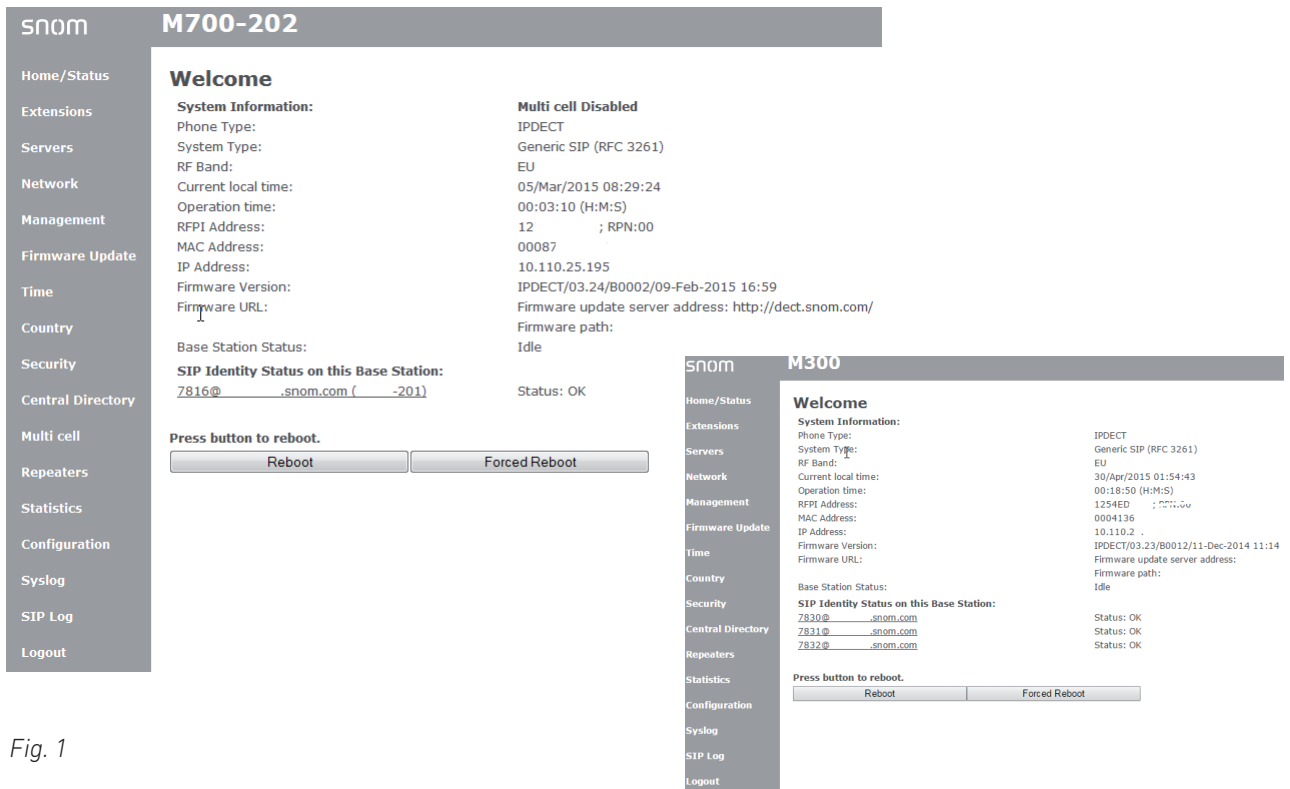 snom
M700-202
Home/Status
Extensions
Servers
Network
Management
Firmware Update
Time
Country
Security
Central Directory
Multi cell
Repeaters
Statistics
Configuration
Syslog
SIP Log
Logout
Welcome
System Information: Multi cell Disabled
Phone Type: IPDECT
System Type: Generic SIP (RFC 3261)
RF Band: EU
Current local time: 05/Mar/2015 08:29:24
Operation time: 00:03:10 (H:M:S)
RFPI Address: 12 ; RPN:00
MAC Address: 00087
IP Address: 10.110.25.195
Firmware Version: IPDECT/03.24/B0002/09-Feb-2015 16:59
Firmware URL: Firmware update server address: http://dect.snom.com/
Firmware path:
Base Station Status: Idle
SIP Identity Status on this Base Station:
7816@ .snom.com ( -201) Status: OK
Press button to reboot.
Reboot Forced Reboot
snom
M300
Home/Status
Extensions
Servers
Network
Management
Firmware Update
Time
Country
Security
Central Directory
Repeaters
Statistics
Configuration
Syslog
SIP Log
Logout
Welcome
System Information:
Phone Type: IPDECT
System Type: Generic SIP (RFC 3261)
RF Band: EU
Current local time: 30/Apr/2015 01:54:43
Operation time: 00:18:50 (H:M:S)
RFPI Address: 1254ED ;
MAC Address: 0004136
IP Address: 10.110.2 .
Firmware Version: IPDECT/03.23/B0012/11-Dec-2014 11:14
Firmware URL: Firmware update server address:
Firmware path:
Base Station Status: Idle
SIP Identity Status on this Base Station:
7830@ .snom.com Status: OK
7831@ .snom.com Status: OK
7832@ .snom.com Status: OK
Press button to reboot.
Reboot Forced Reboot
Fig. 1